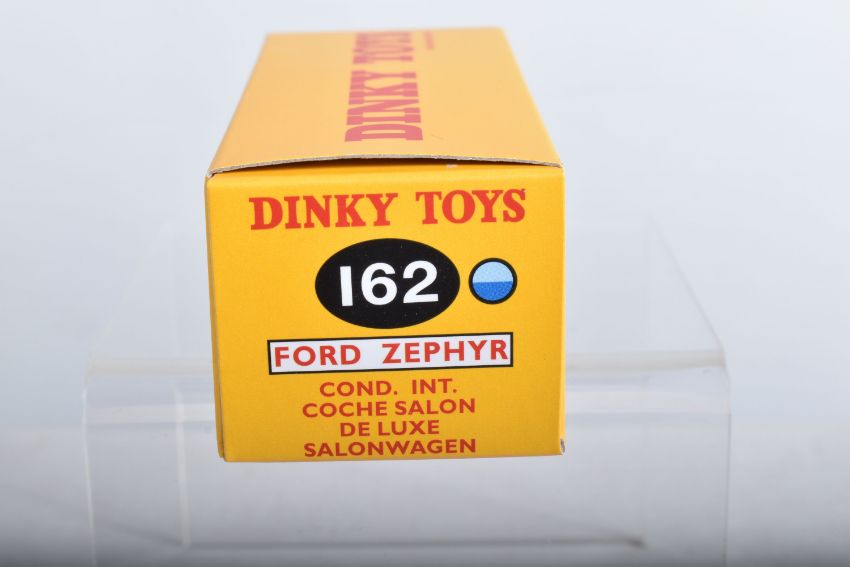 DINKY TOYS
DINKY TOYS
162
FORD ZEPHYR
COND. INT.
COCHE SALON
DE LUXE
SALONWAGEN